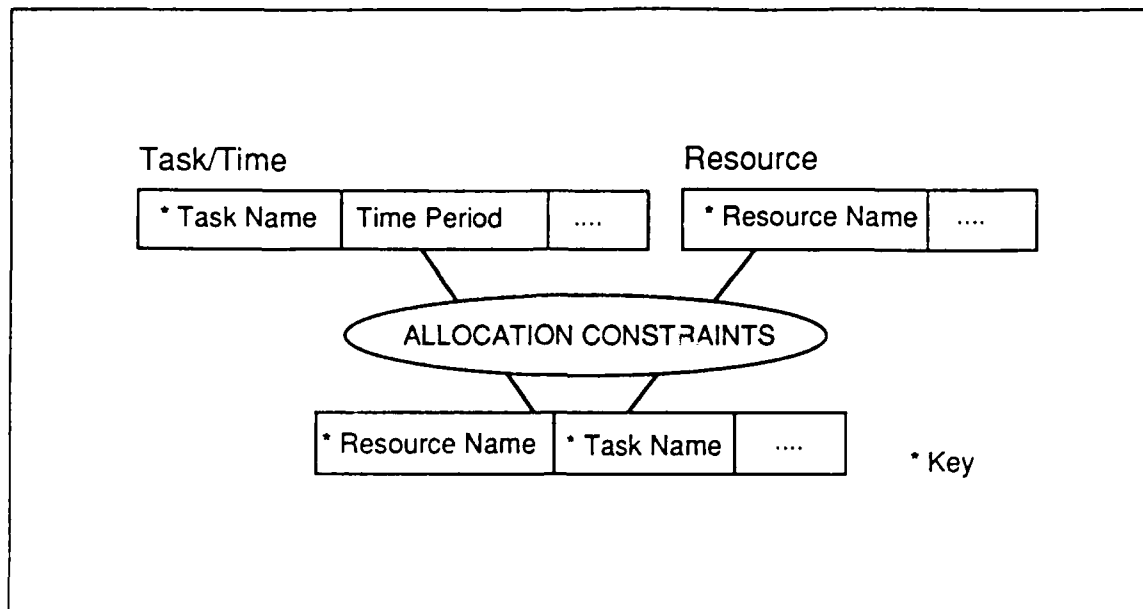 Task/Time
Resource
* Task Name Time Period ....
* Resource Name ....
ALLOCATION CONSTRAINTS
* Resource Name * Task Name ....
* Key